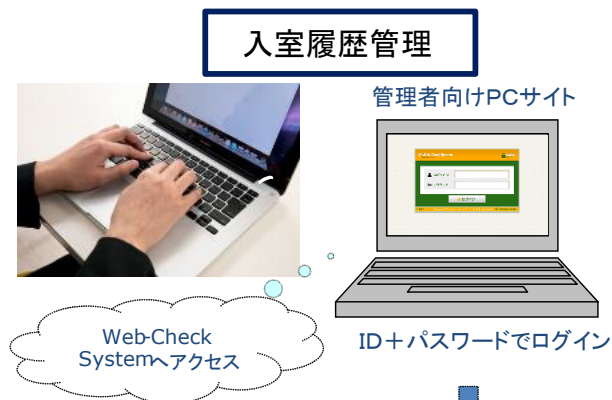 入室履歴管理
管理者向けPCサイト
Web-Check
Systemへアクセス
ID＋パスワードでログイン